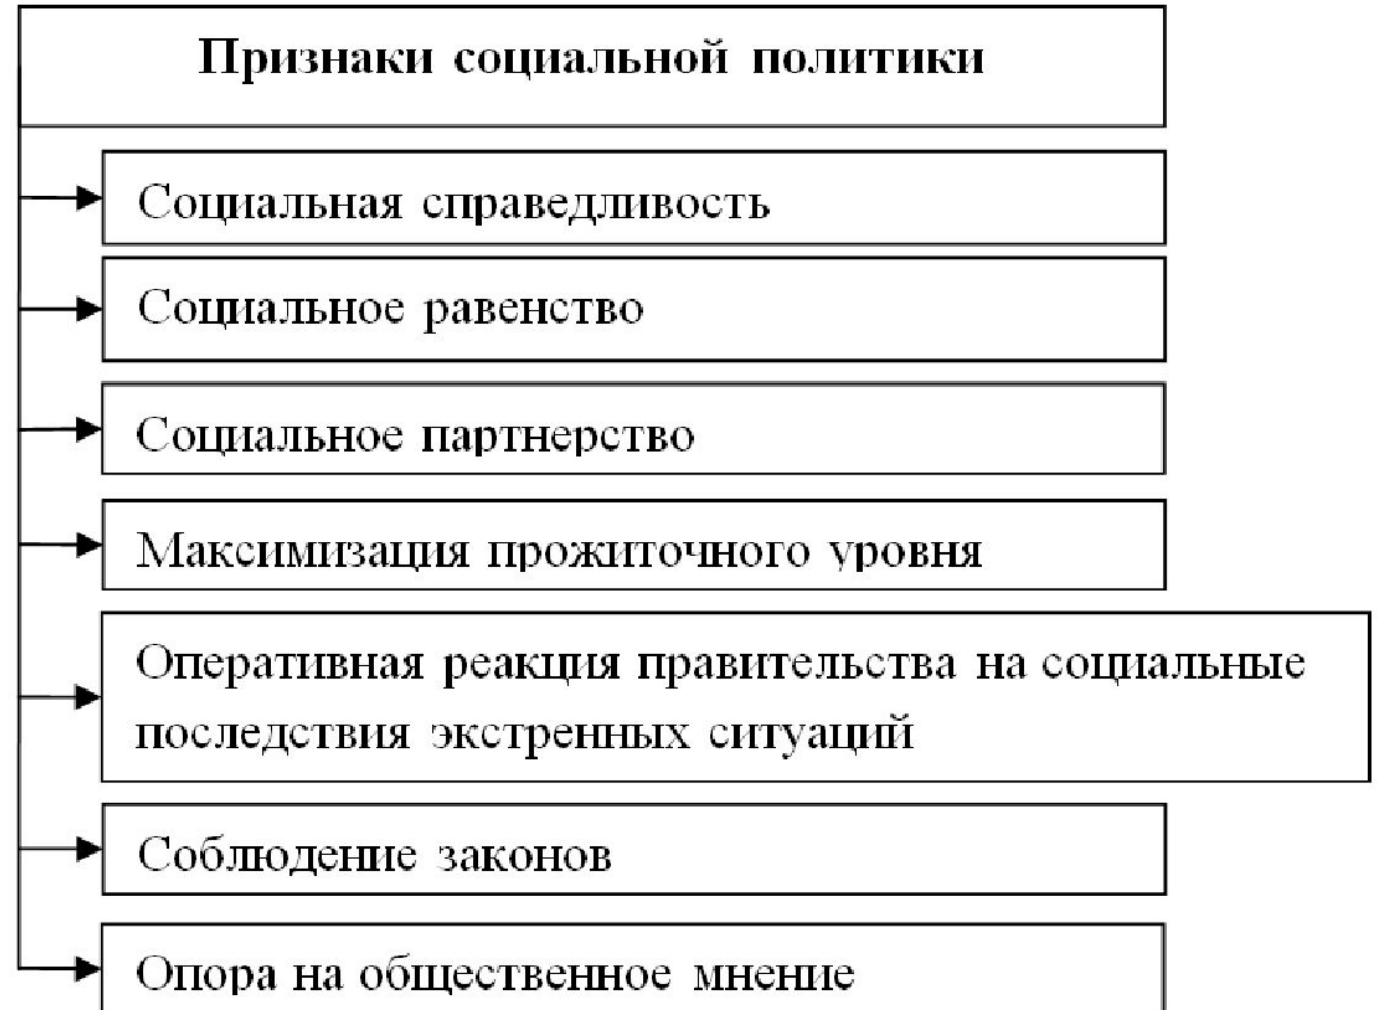 Признаки социальной политики
Социальная справедливость
Социальное равенство
Социальное партнерство
Максимизация прожиточного уровня
Оперативная реакция правительства на социальные
последствия экстренных ситуаций
Соблюдение законов
Опора на общественное мнение